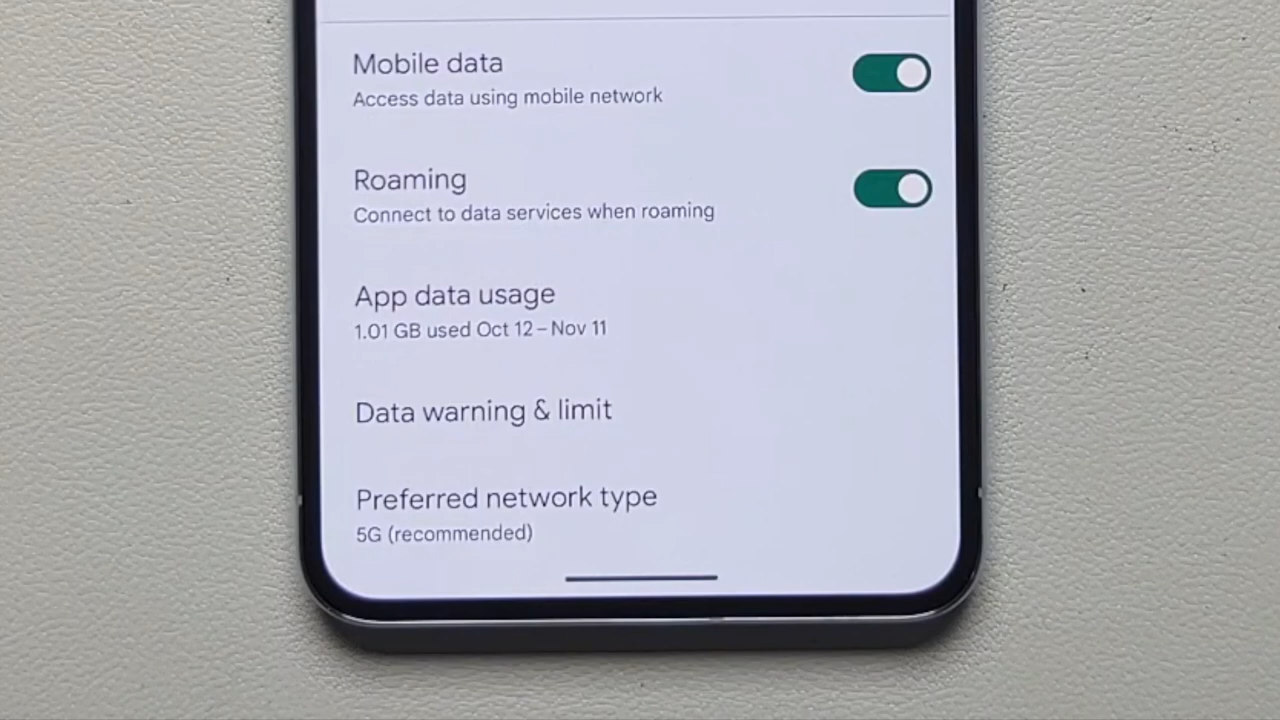 Mobile data
Access data using mobile network
Roaming
Connect to data services when roaming
App data usage
1.01 GB used Oct 12 – Nov 11
Data warning & limit
Preferred network type
5G (recommended)